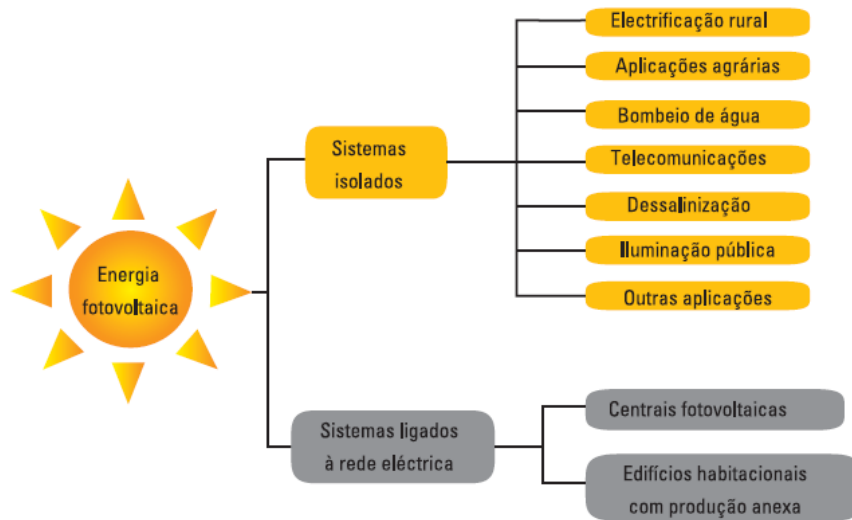 Energia
fotovoltaica
Sistemas
isolados
Electrificação rural
Aplicações agrárias
Bombeio de água
Telecomunicações
Dessalinização
Iluminação pública
Outras aplicações
Sistemas ligados
à rede eléctrica
Centrais fotovoltaicas
Edifícios habitacionais
com produção anexa